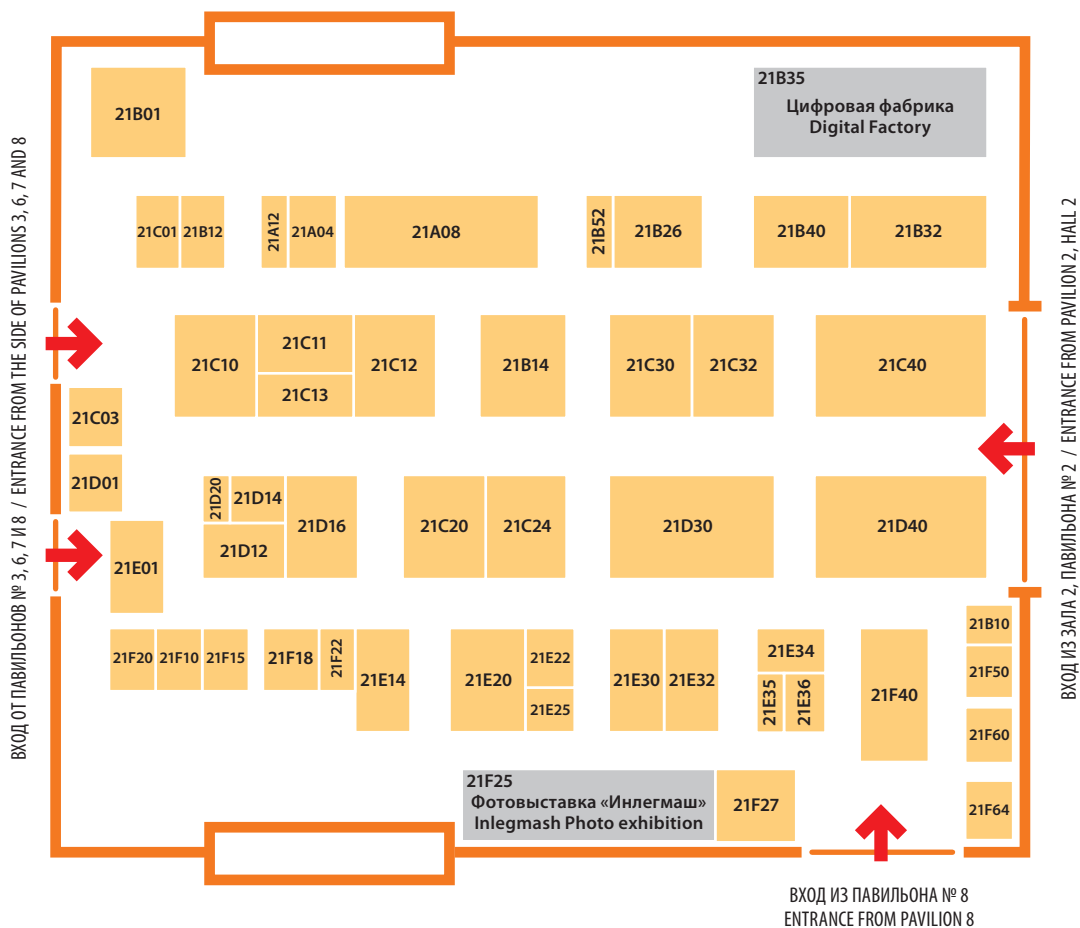 21B35
Цифровая фабрика
Digital Factory
21B01
21C01
21B12
21A12
21A04
21A08
21B52
21B26
21B40
21B32
21C10
21C11
21C13
21C12
21B14
21C30
21C32
21C40
21C03
21D01
21D20
21D14
21D12
21D16
21C20
21C24
21D30
21D40
21E01
21F20
21F10
21F15
21F18
21F22
21E14
21E20
21E22
21E25
21E30
21E32
21E34
21E35
21E36
21F40
21B10
21F50
21F60
21F64
21F25
Фотовыставка «Инлегмаш»
Inlegmash Photo exhibition
21F27
ВХОД ОТ ПАВИЛЬОНОВ № 3, 6, 7 И 8 / ENTRANCE FROM THE SIDE OF PAVILIONS 3, 6, 7 AND 8
ВХОД ИЗ ЗАЛА 2, ПАВИЛЬОНА № 2 / ENTRANCE FROM PAVILION 2, HALL 2
ВХОД ИЗ ПАВИЛЬОНА № 8
ENTRANCE FROM PAVILION 8